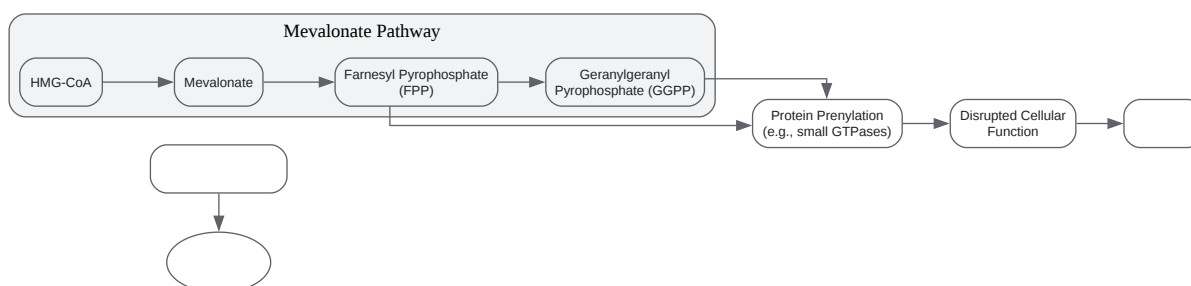 Mevalonate Pathway
HMG-CoA
Mevalonate
Farnesyl Pyrophosphate
(FPP)
Geranylgeranyl
Pyrophosphate (GGPP)
Protein Prenylation
(e.g., small GTPases)
Disrupted Cellular
Function